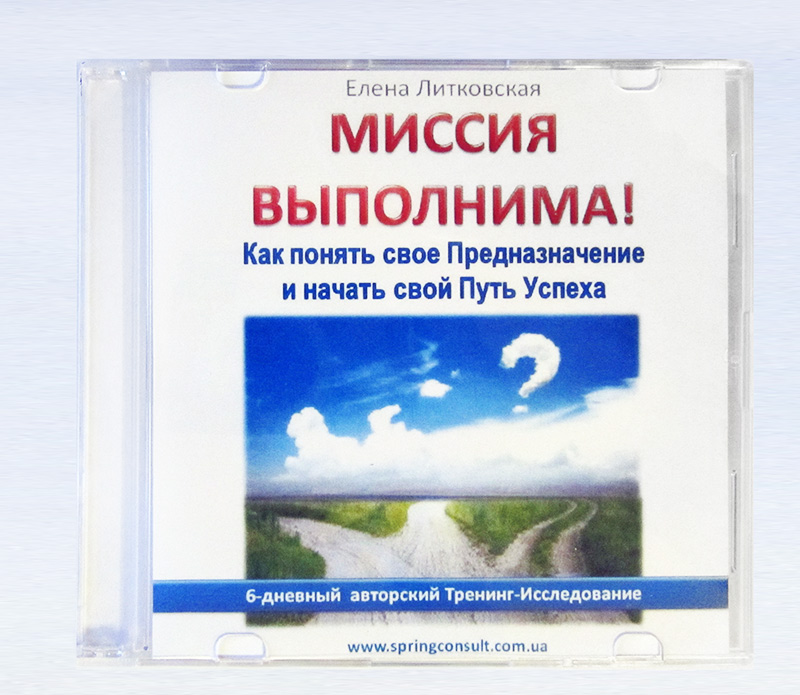 Елена Литковская
МИССИЯ
ВЫПОЛНИМА!
Как понять свое Предназначение
и начать свой Путь Успеха
6-дневный авторский Тренинг-Исследование
www.springconsult.com.ua